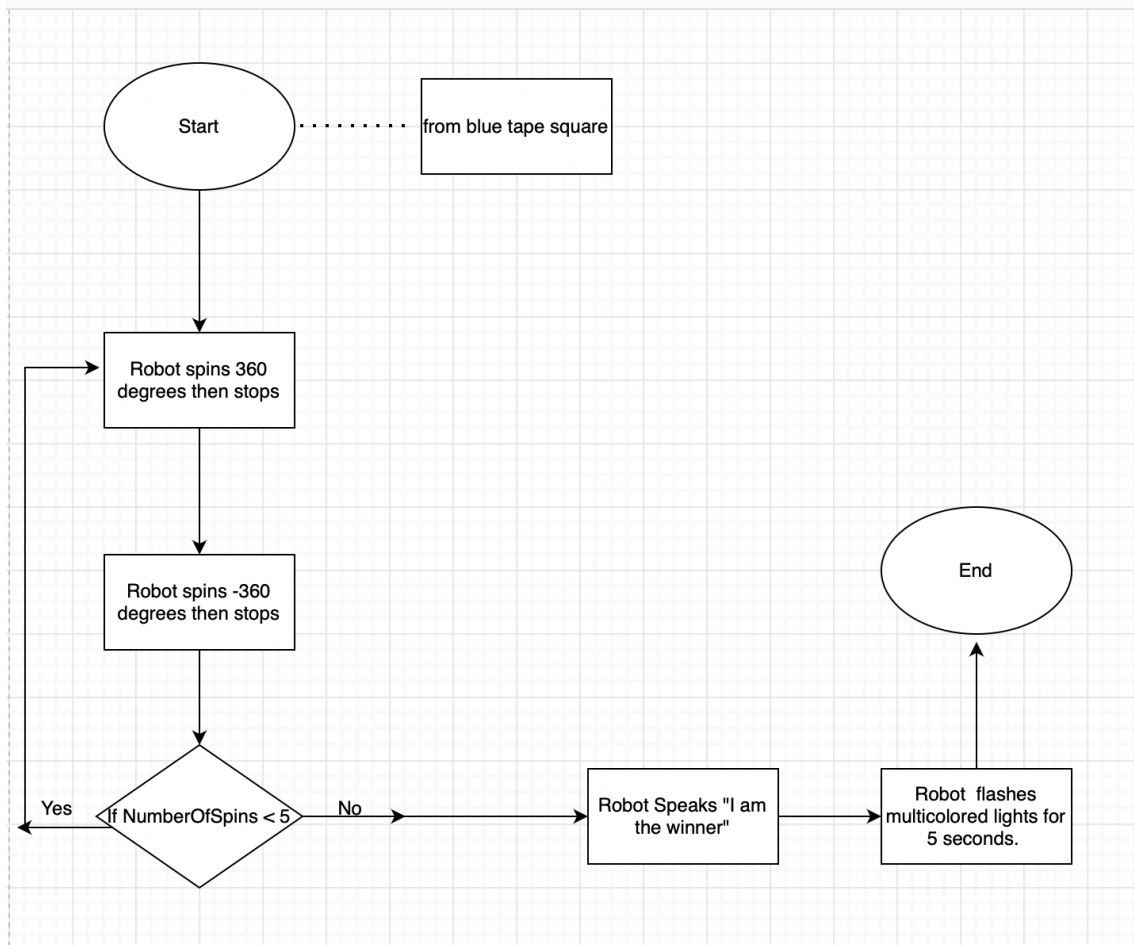 Start
from blue tape square
Robot spins 360
degrees then stops
Robot spins -360
degrees then stops
End
Yes
If NumberOfSpins < 5
No
Robot Speaks "I am
the winner"
Robot  flashes
multicolored lights for
5 seconds.